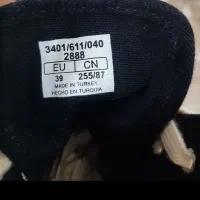 3401/611/040
2888
EU CN
39 255/87
MADE IN TURKEY
HECHO EN TURQUIA